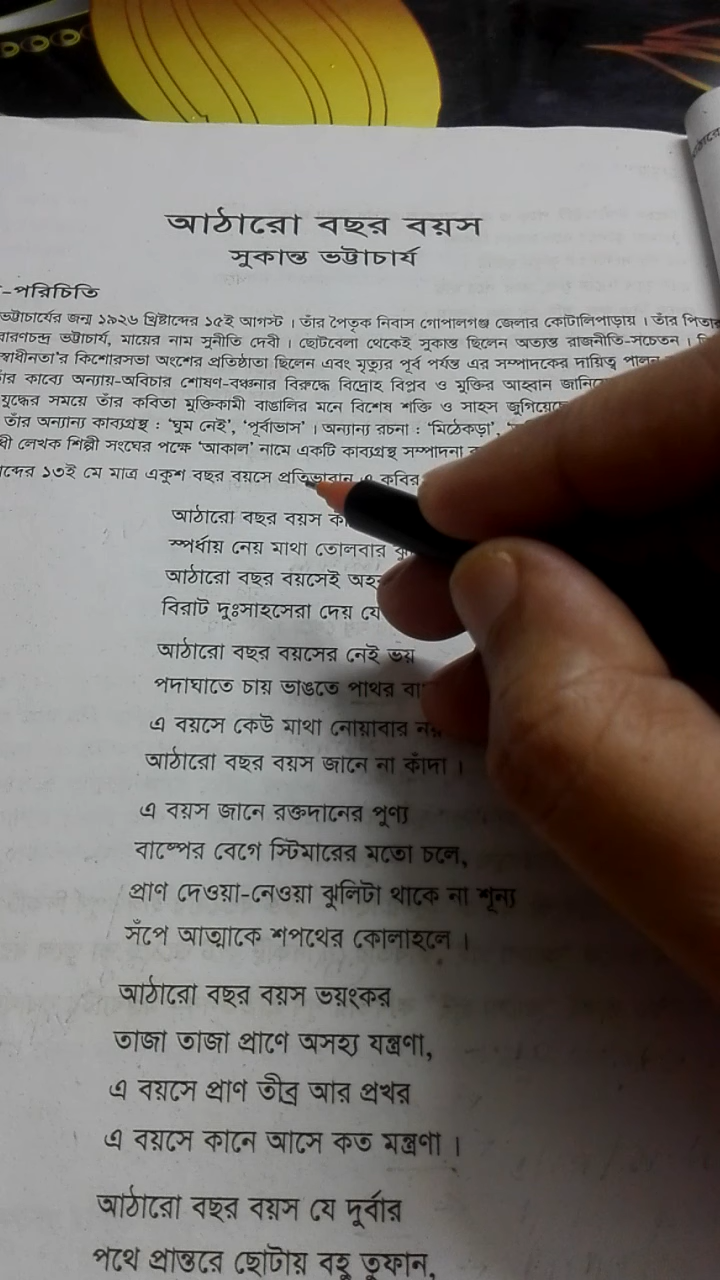 আঠারো বছর বয়স
সুকান্ত ভট্টাচার্য
-পরিচিতি
ভট্টাচার্যের জন্ম ১৯২৬ খ্রিষ্টাব্দের ১৫ই আগস্ট । তাঁর পৈতৃক নিবাস গোপালগঞ্জ জেলার কোটালিপাড়ায় । তাঁর পিতার
ভট্টাচার্য, মায়ের নাম সুনীতি দেবী । ছোটবেলা থেকেই সুকান্ত ছিলেন অত্যন্ত রাজনীতি-সচেতন ।
স্বাধীনতা'র কিশোরসভা অংশের প্রতিষ্ঠাতা ছিলেন এবং মৃত্যুর পূর্ব পর্যন্ত এর সম্পাদকের দায়িত্ব পালন
কাব্যে অন্যায়-অবিচার শোষণ-বঞ্চনার বিরুদ্ধে বিদ্রোহ বিপ্লব ও মুক্তির আহ্বান
যুদ্ধের সময়ে তাঁর কবিতা মুক্তিকামী বাঙালির মনে বিশেষ শক্তি ও সাহস
তাঁর অন্যান্য কাব্যগ্রন্থ : 'ঘুম নেই', 'পূর্বাভাস' । অন্যান্য রচনা : 'মিঠেকড়া',
লেখক শিল্পী সংঘের পক্ষে 'আকাল' নামে একটি কাব্যগ্রন্থ সম্পাদনা
১৩ই মে মাত্র একুশ বছর বয়সে প্রতিভাবান এ কবির
আঠারো বছর বয়স
স্পর্ধায় নেয় মাথা তোলবার
আঠারো বছর বয়সেই
বিরাট দুঃসাহসেরা দেয় যে
আঠারো বছর বয়সের নেই ভয়
পদাঘাতে চায় ভাঙতে পাথর
এ বয়সে কেউ মাথা নোয়াবার নয়
আঠারো বছর বয়স জানে না কাঁদা ।
এ বয়স জানে রক্তদানের পুণ্য
বাষ্পের বেগে স্টিমারের মতো চলে,
প্রাণ দেওয়া-নেওয়া ঝুলিটা থাকে না শূন্য
সঁপে আত্মাকে শপথের কোলাহলে ।
আঠারো বছর বয়স ভয়ংকর
তাজা তাজা প্রাণে অসহ্য যন্ত্রণা,
এ বয়সে প্রাণ তীব্র আর প্রখর
এ বয়সে কানে আসে কত মন্ত্রণা ।
আঠারো বছর বয়স যে দুর্বার
পথে প্রান্তরে ছোটায় বহু তুফান,